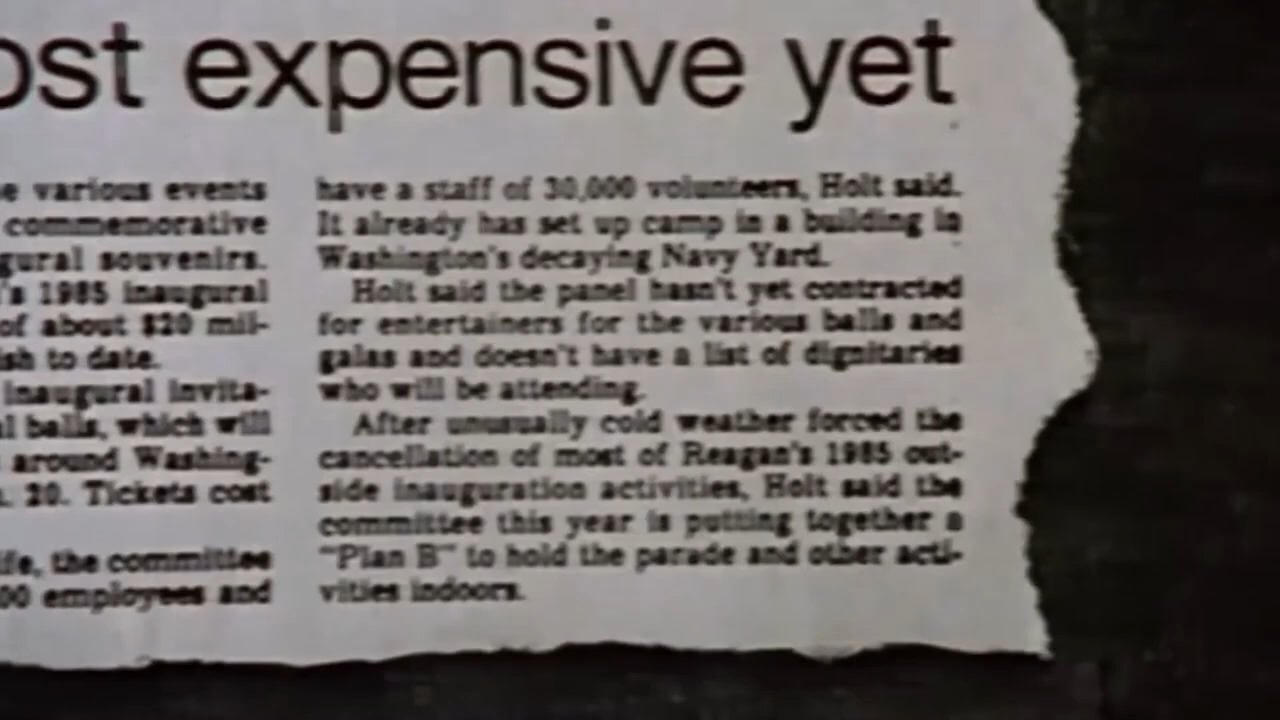 ost expensive yet
e various events
commemorative
gural souvenirs.
's 1985 inaugural
of about $20 mil-
ish to date.
inaugural invita-
l balls, which will
around Washing-
. 20. Tickets cost
ife, the committee
00 employees and
have a staff of 30,000 volunteers, Holt said.
It already has set up camp in a building in
Washington's decaying Navy Yard.
Holt said the panel hasn't yet contracted
for entertainers for the various balls and
galas and doesn't have a list of dignitaries
who will be attending.
After unusually cold weather forced the
cancellation of most of Reagan's 1985 out-
side inauguration activities, Holt said the
committee this year is putting together a
"Plan B" to hold the parade and other acti-
vities indoors.